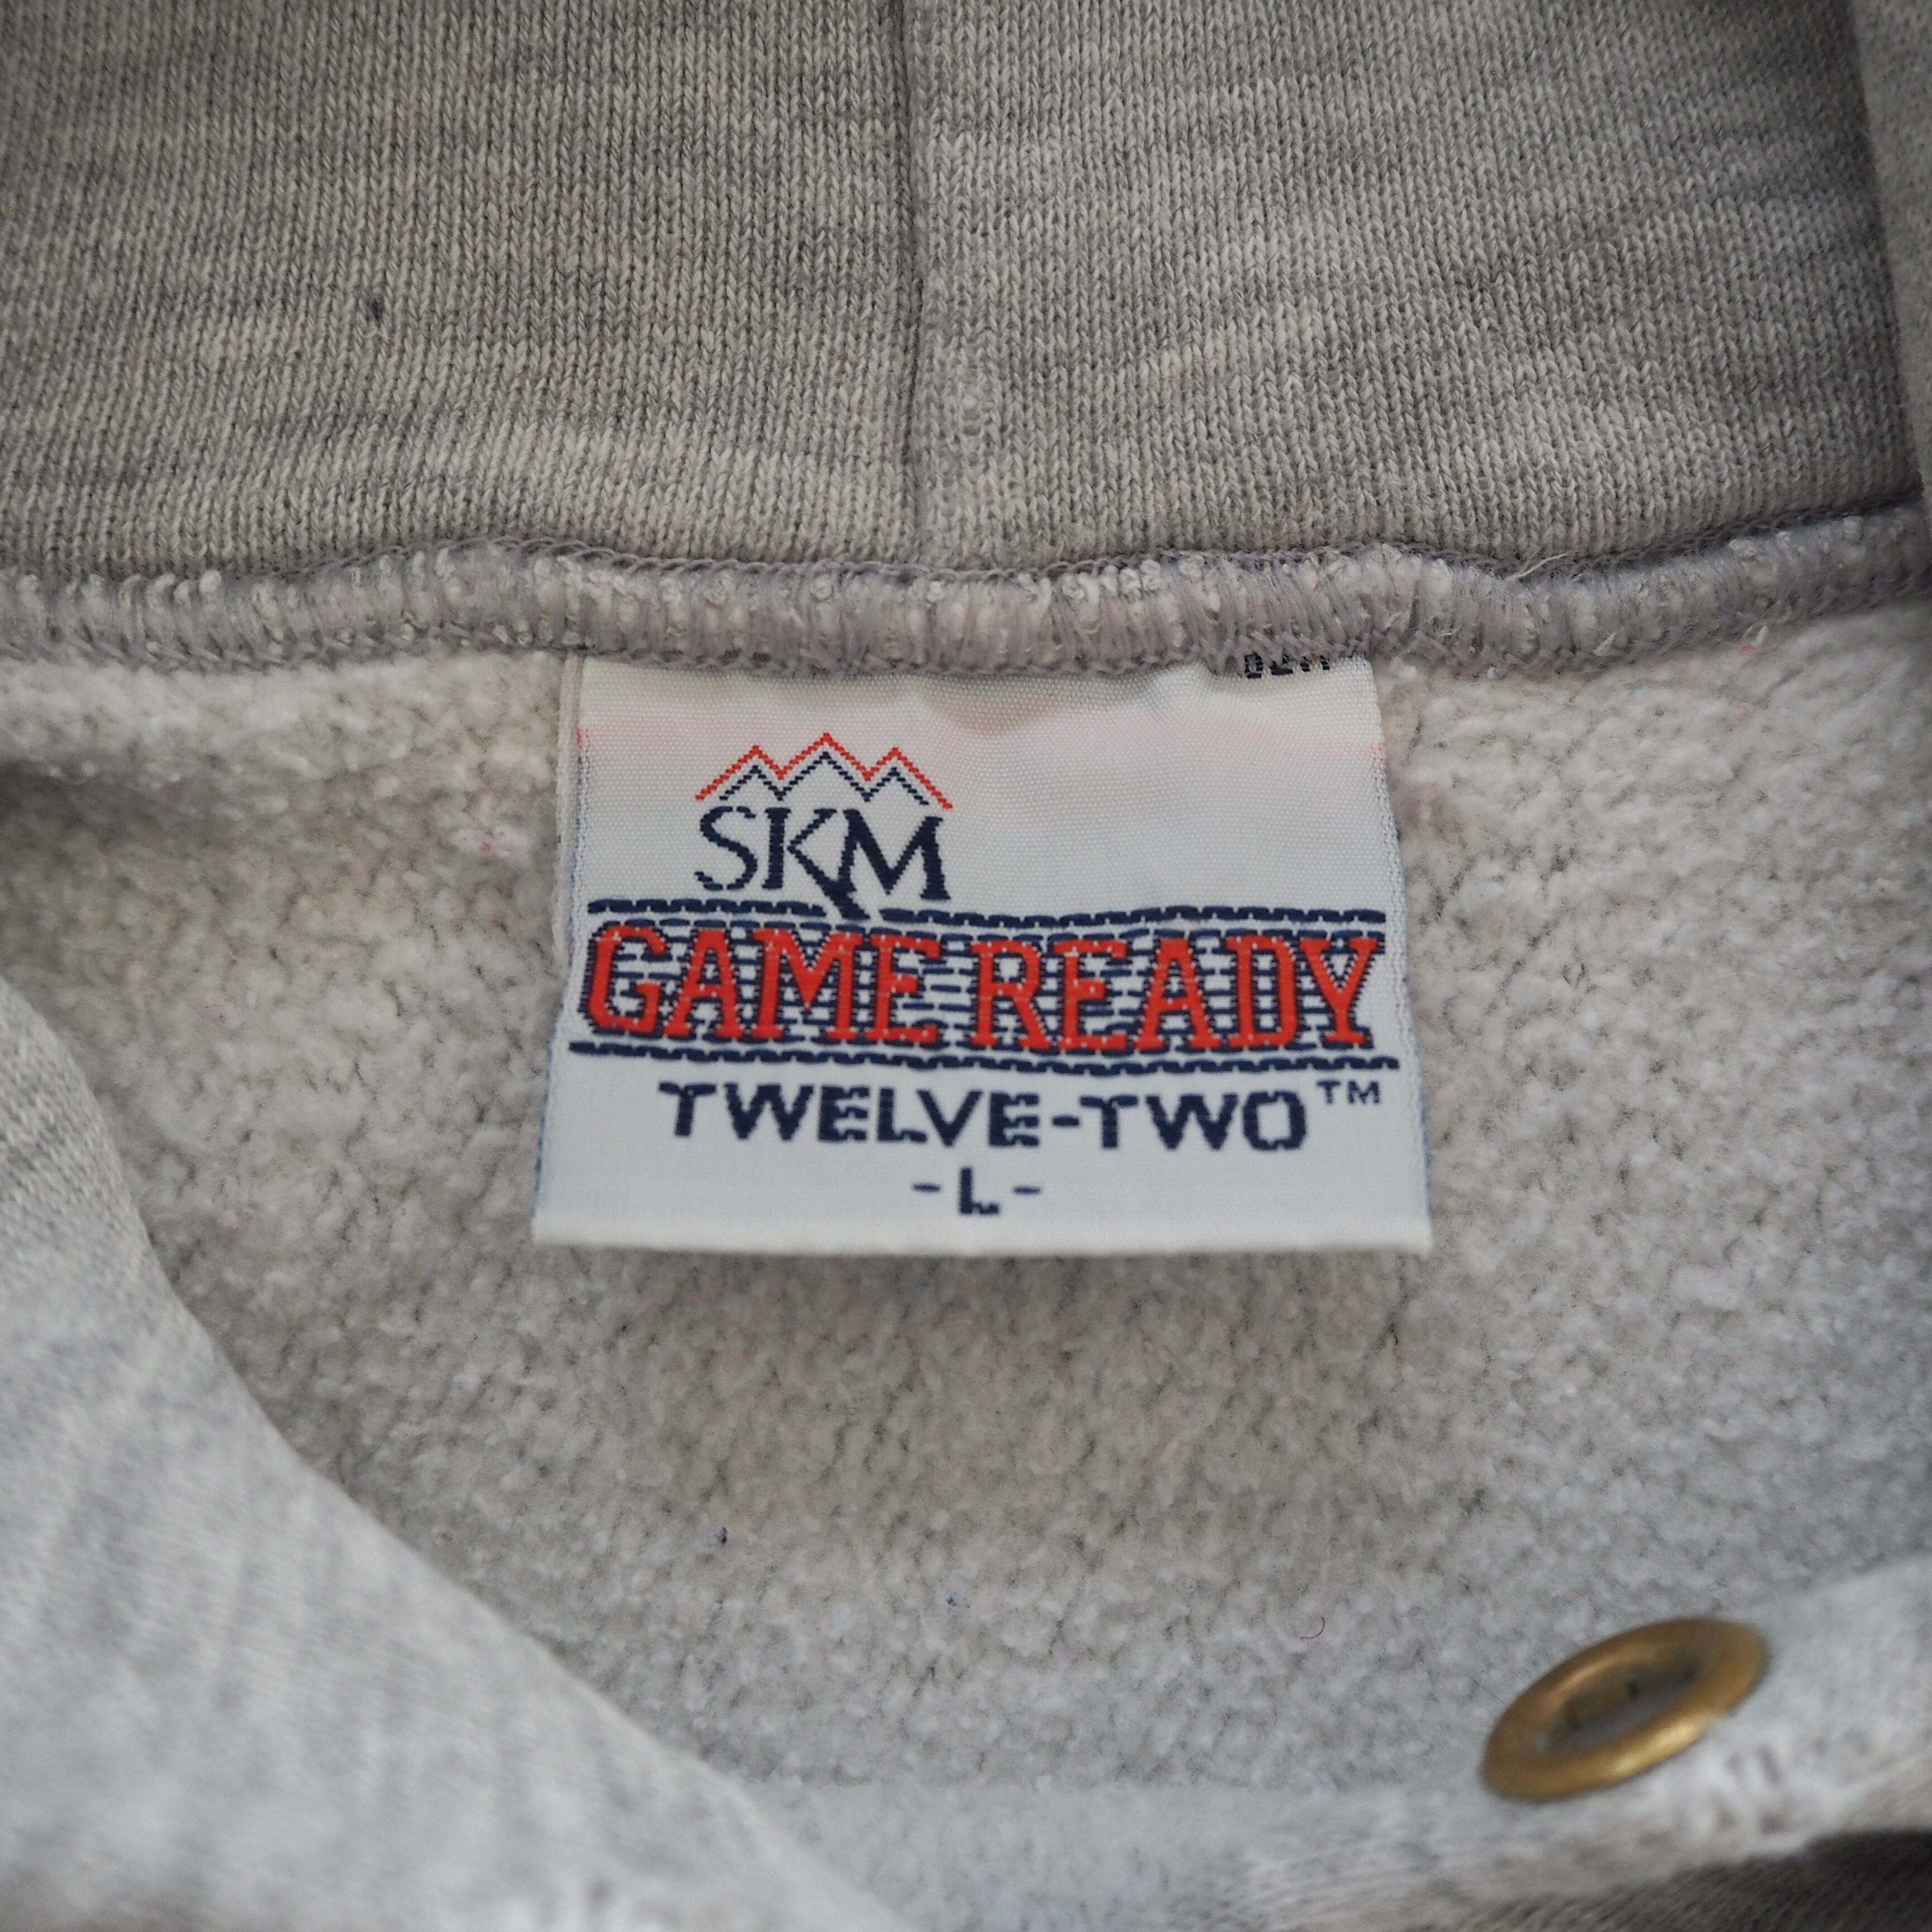 SKM
GAME READY
TWELVE-TWO™
-L-